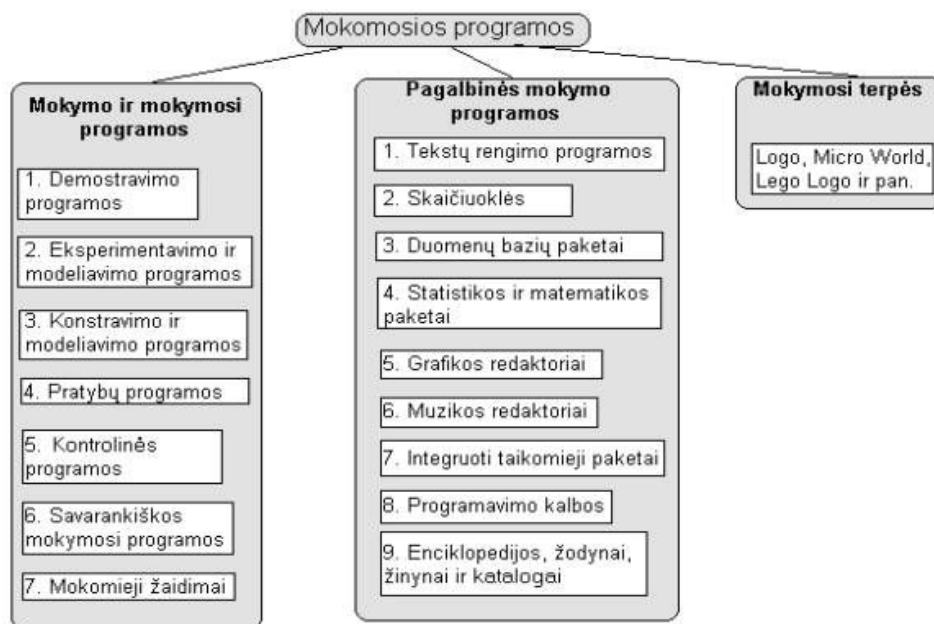 Mokomosios programos
Mokymo ir mokymosi
programos
1. Demostravimo
programos
2. Eksperimentavimo ir
modeliavimo programos
3. Konstravimo ir
modeliavimo programos
4. Pratybų programos
5. Kontrolinės
programos
6. Savarankiškos
mokymosi programos
7. Mokomieji žaidimai
Pagalbinės mokymo
programos
1. Tekstų rengimo programos
2. Skaičiuoklės
3. Duomenų bazių paketai
4. Statistikos ir matematikos
paketai
5. Grafikos redaktoriai
6. Muzikos redaktoriai
7. Integruoti taikomieji paketai
8. Programavimo kalbos
9. Enciklopedijos, žodynai,
žinynai ir katalogai
Mokymosi terpės
Logo, Micro World,
Lego Logo ir pan.